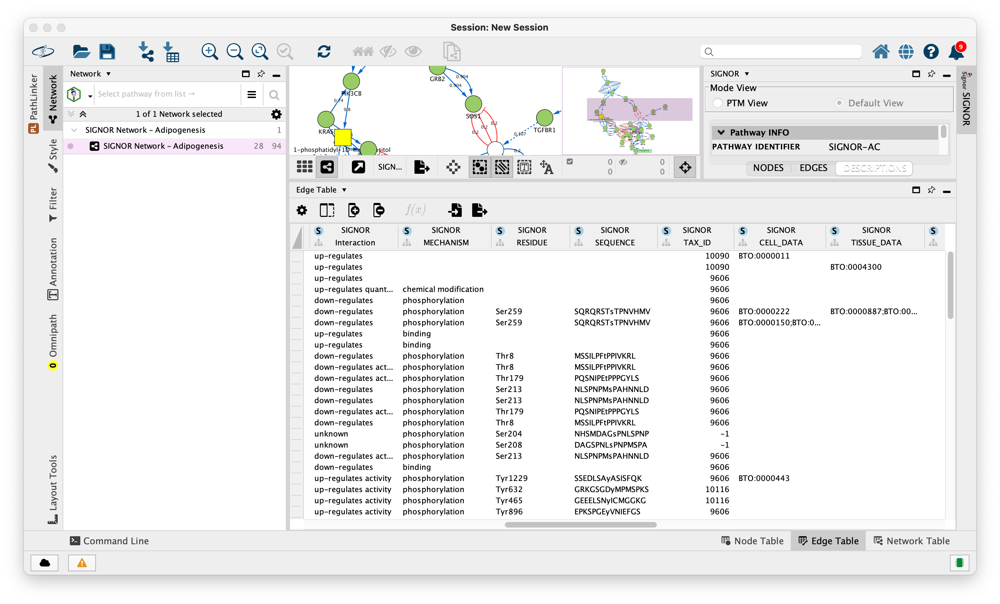 Session: New Session
9
PathLinker
PL
Network
Style
Filter
Annotation
Omnipath
Layout Tools
Network
Select pathway from list →
1 of 1 Network selected
SIGNOR Network – Adipogenesis 1
SIGNOR Network – Adipogenesis 28 94
PIK3CB
0.74
0.8
KRAS
1
1-phosphatidyl-1D-m
ositol
GRB2
0.904
0.904
SOS1
0.2
0.2
0.2
TGFBR1
0.307
0.2
SIGN...
0 0
0 0
SIGNOR
Mode View
PTM View Default View
Pathway INFO
PATHWAY IDENTIFIER SIGNOR-AC
NODES EDGES DESCRIPTIONS
Signor SIGNOR
Edge Table
f(x)
S SIGNOR Interaction S SIGNOR MECHANISM S SIGNOR RESIDUE S SIGNOR SEQUENCE S SIGNOR TAX_ID S SIGNOR CELL_DATA S SIGNOR TISSUE_DATA S
up-regulates 10090 BTO:0000011
up-regulates 10090 BTO:0004300
up-regulates 9606
up-regulates quant... chemical modification 9606
down-regulates phosphorylation 9606
down-regulates phosphorylation Ser259 SQRQRSTsTPNVHMV 9606 BTO:0000222 BTO:0000887;BTO:00...
down-regulates phosphorylation Ser259 SQRQRSTsTPNVHMV 9606 BTO:0000150;BTO:0...
up-regulates binding 9606
up-regulates binding 9606
down-regulates phosphorylation Thr8 MSSILPFtPPIVKRL 9606
down-regulates act... phosphorylation Thr8 MSSILPFtPPIVKRL 9606
down-regulates act... phosphorylation Thr179 PQSNIPEtPPPGYLS 9606
down-regulates phosphorylation Ser213 NLSPNPMsPAHNNLD 9606
down-regulates phosphorylation Ser213 NLSPNPMsPAHNNLD 9606
down-regulates act... phosphorylation Thr179 PQSNIPEtPPPGYLS 9606
down-regulates phosphorylation Thr8 MSSILPFtPPIVKRL 9606
unknown phosphorylation Ser204 NHSMDAGsPNLSPNP -1
unknown phosphorylation Ser208 DAGSPNLsPNPMSPA -1
down-regulates act... phosphorylation Ser213 NLSPNPMsPAHNNLD 9606
down-regulates binding 9606
up-regulates activity phosphorylation Tyr1229 SSEDLSAyASISFQK 9606 BTO:0000443
up-regulates activity phosphorylation Tyr632 GRKGSGDyMPMSPKS 10116
up-regulates activity phosphorylation Tyr465 GEEELSNyICMGGKG 10116
up-regulates activity phosphorylation Tyr896 EPKSPGEyVNIEFGS 9606
Command Line
Node Table Edge Table Network Table